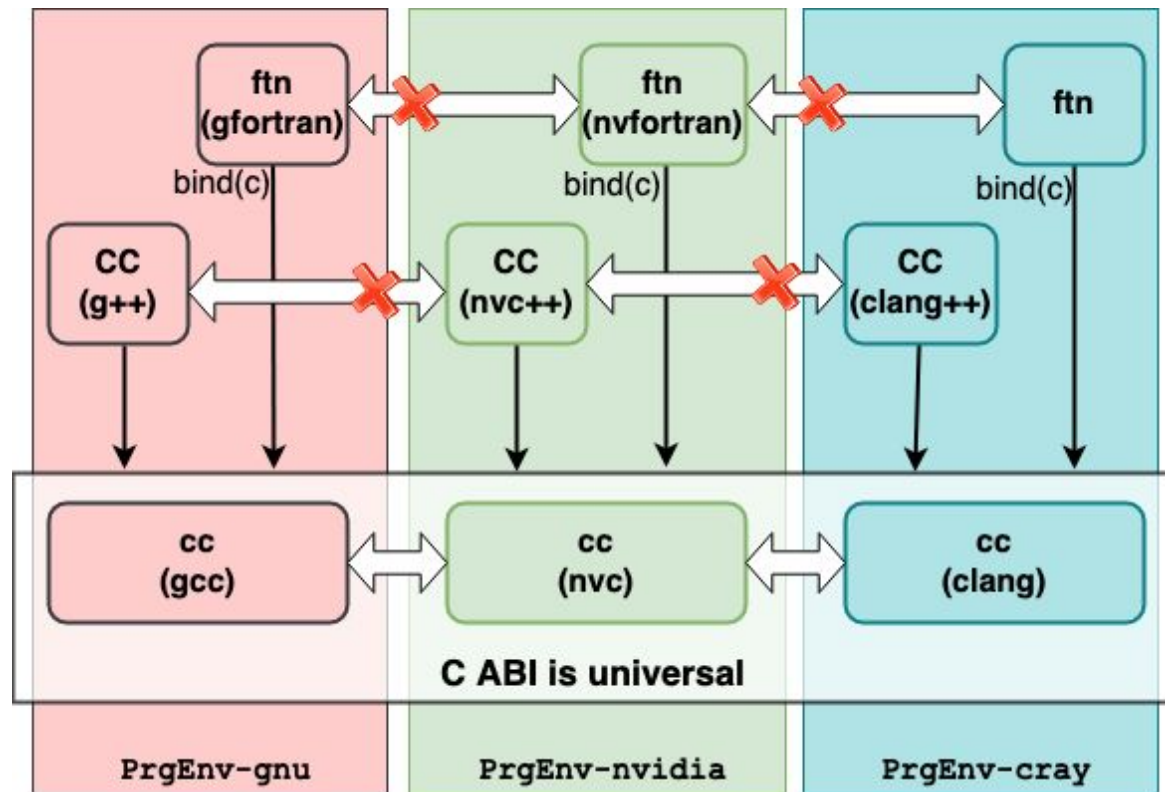 ftn
(gfortran)
ftn
(nvfortran)
ftn
bind(c)
bind(c)
bind(c)
CC
(g++)
CC
(nvc++)
CC
(clang++)
cc
(gcc)
cc
(nvc)
cc
(clang)
C ABI is universal
PrgEnv-gnu
PrgEnv-nvidia
PrgEnv-cray